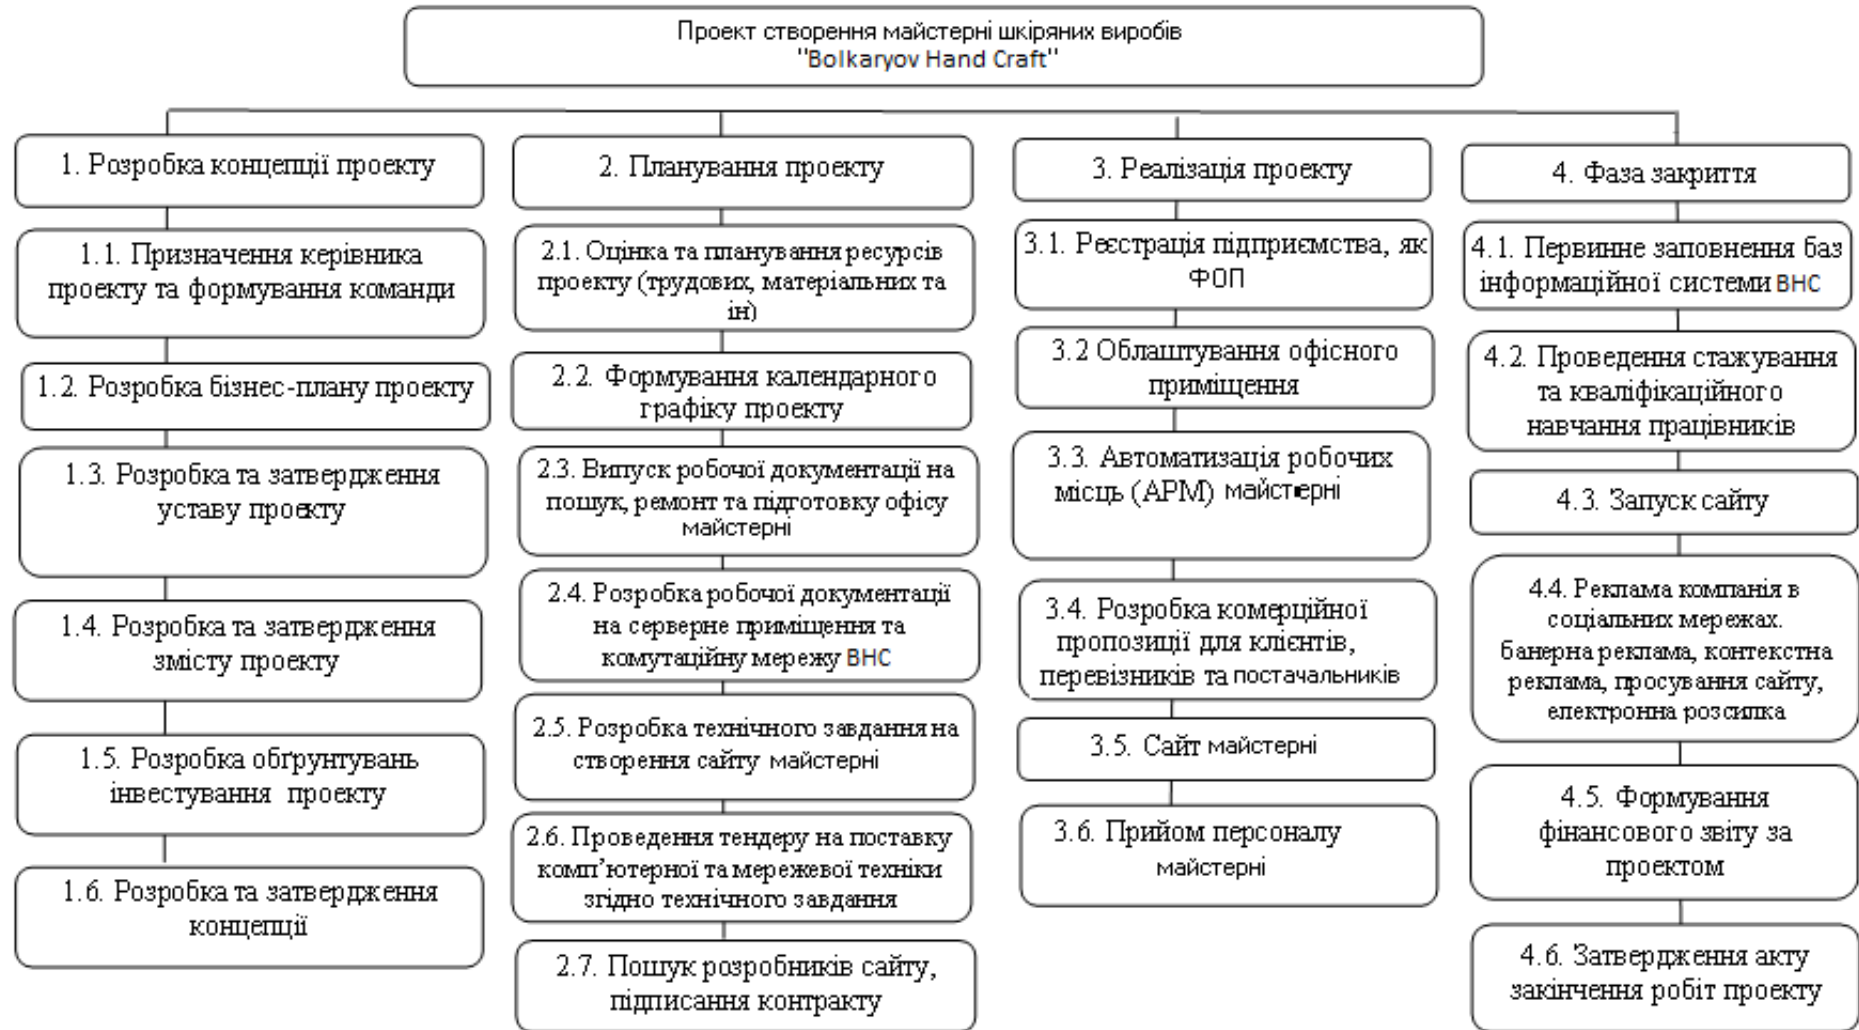 Проект створення майстерні шкіряних виробів
"Bolkaryov Hand Craft"
1. Розробка концепції проекту
1.1. Призначення керівника
проекту та формування команди
1.2. Розробка бізнес-плану проекту
1.3. Розробка та затвердження
уставу проекту
1.4. Розробка та затвердження
змісту проекту
1.5. Розробка обґрунтувань
інвестування проекту
1.6. Розробка та затвердження
концепції
2. Планування проекту
2.1. Оцінка та планування ресурсів
проекту (трудових, матеріальних та
ін)
2.2. Формування календарного
графіку проекту
2.3. Випуск робочої документації на
пошук, ремонт та підготовку офісу
майстерні
2.4. Розробка робочої документації
на серверне приміщення та
комутаційну мережу BHC
2.5. Розробка технічного завдання на
створення сайту майстерні
2.6. Проведення тендеру на поставку
комп’ютерної та мережевої техніки
згідно технічного завдання
2.7. Пошук розробників сайту,
підписання контракту
3. Реалізація проекту
3.1. Реєстрація підприємства, як
ФОП
3.2 Облаштування офісного
приміщення
3.3. Автоматизація робочих
місць (АРМ) майстерні
3.4. Розробка комерційної
пропозиції для клієнтів,
перевізників та постачальників
3.5. Сайт майстерні
3.6. Прийом персоналу
майстерні
4. Фаза закриття
4.1. Первинне заповнення баз
інформаційної системи BHC
4.2. Проведення стажування
та кваліфікаційного
навчання працівників
4.3. Запуск сайту
4.4. Реклама компанія в
соціальних мережах.
банерна реклама, контекстна
реклама, просування сайту,
електронна розсилка
4.5. Формування
фінансового звіту за
проектом
4.6. Затвердження акту
закінчення робіт проекту